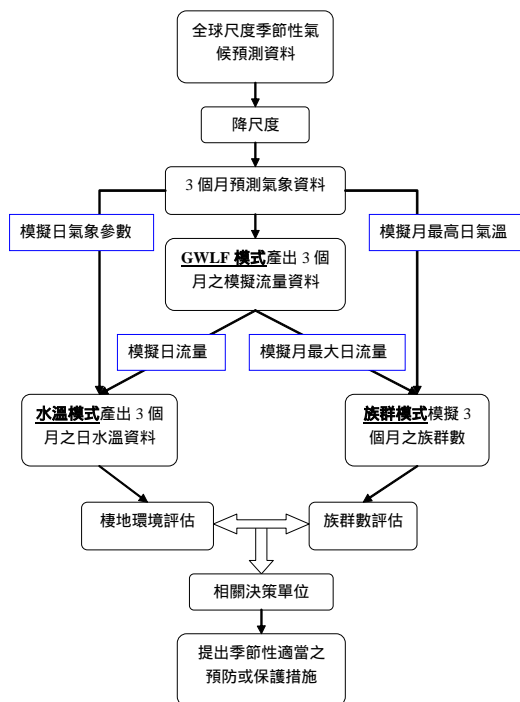 全球尺度季節性氣
候預測資料
降尺度
3 個月預測氣象資料
模擬日氣象參數
模擬月最高日氣溫
GWLF 模式產出 3 個
月之模擬流量資料
模擬日流量
模擬月最大日流量
水溫模式產出 3 個
月之日水溫資料
族群模式模擬 3
個月之族群數
棲地環境評估
族群數評估
相關決策單位
提出季節性適當之
預防或保護措施